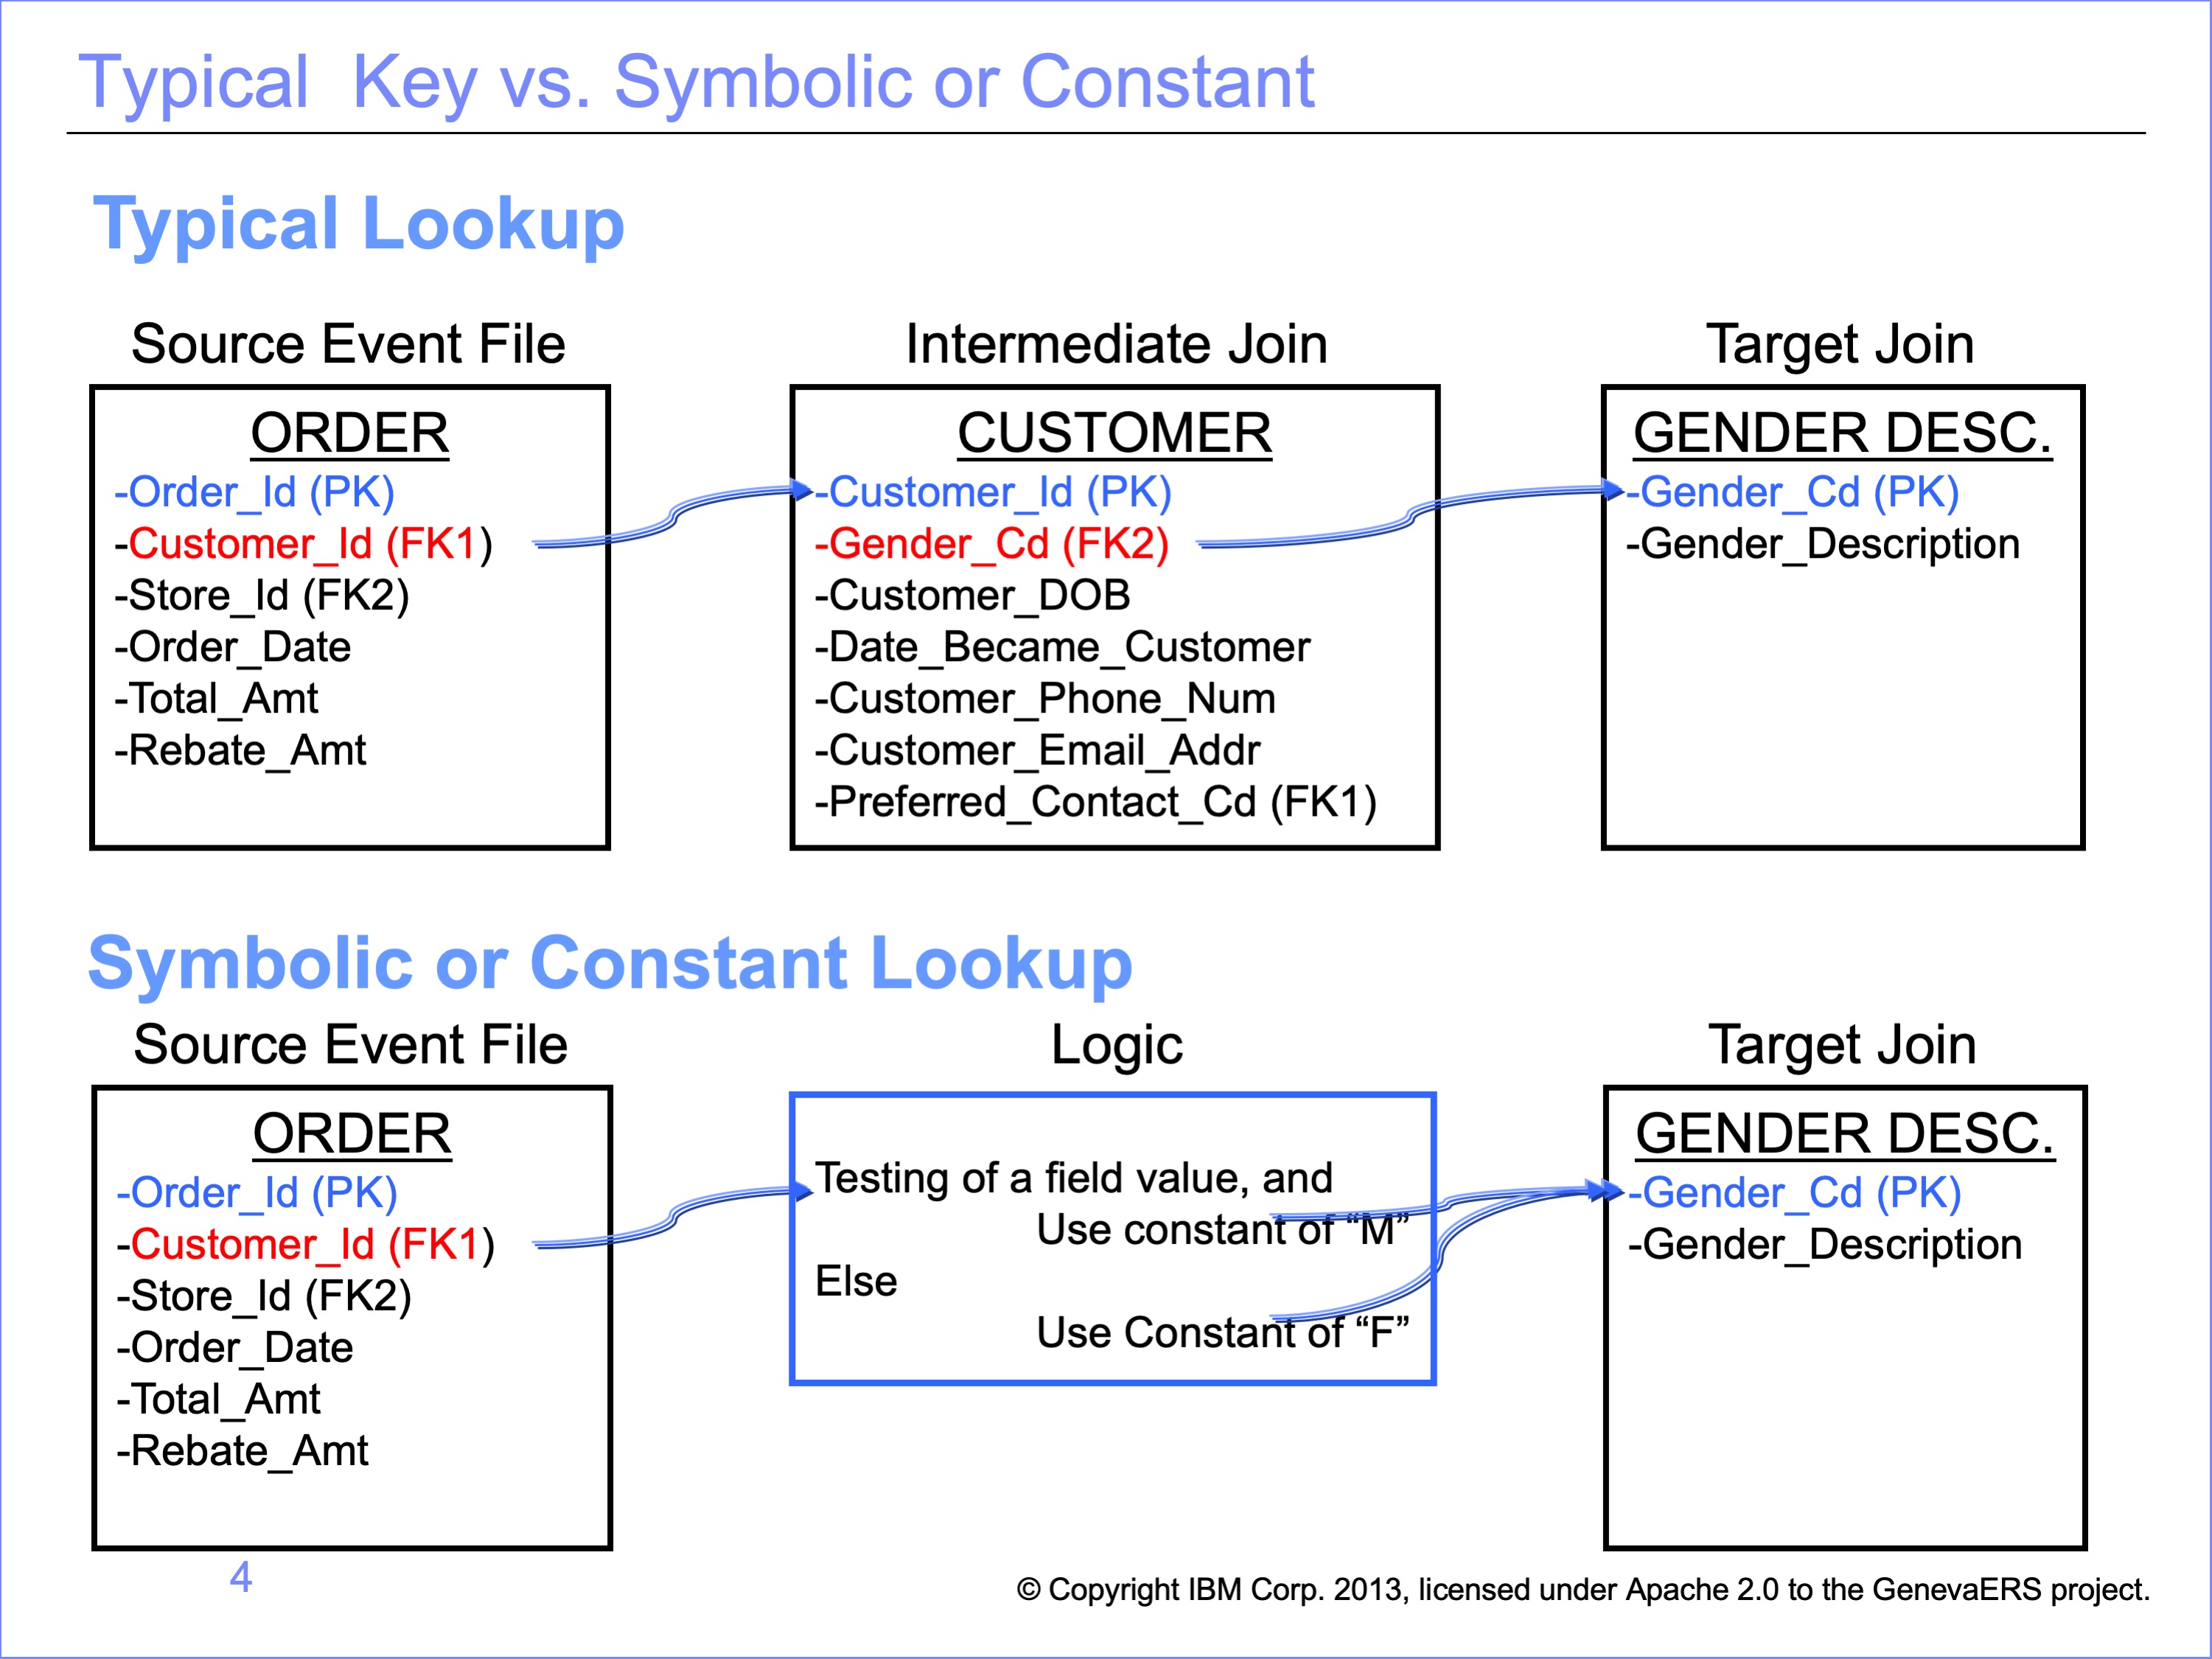 Typical Key vs. Symbolic or Constant
Typical Lookup
Source Event File
ORDER
-Order_Id (PK)
-Customer_Id (FK1)
-Store_Id (FK2)
-Order_Date
-Total_Amt
-Rebate_Amt
Intermediate Join
CUSTOMER
-Customer_Id (PK)
-Gender_Cd (FK2)
-Customer_DOB
-Date_Became_Customer
-Customer_Phone_Num
-Customer_Email_Addr
-Preferred_Contact_Cd (FK1)
Target Join
GENDER DESC.
-Gender_Cd (PK)
-Gender_Description
Symbolic or Constant Lookup
Source Event File
ORDER
-Order_Id (PK)
-Customer_Id (FK1)
-Store_Id (FK2)
-Order_Date
-Total_Amt
-Rebate_Amt
Logic
Testing of a field value, and
Use constant of “M”
Else
Use Constant of “F”
Target Join
GENDER DESC.
-Gender_Cd (PK)
-Gender_Description
4
© Copyright IBM Corp. 2013, licensed under Apache 2.0 to the GenevaERS project.